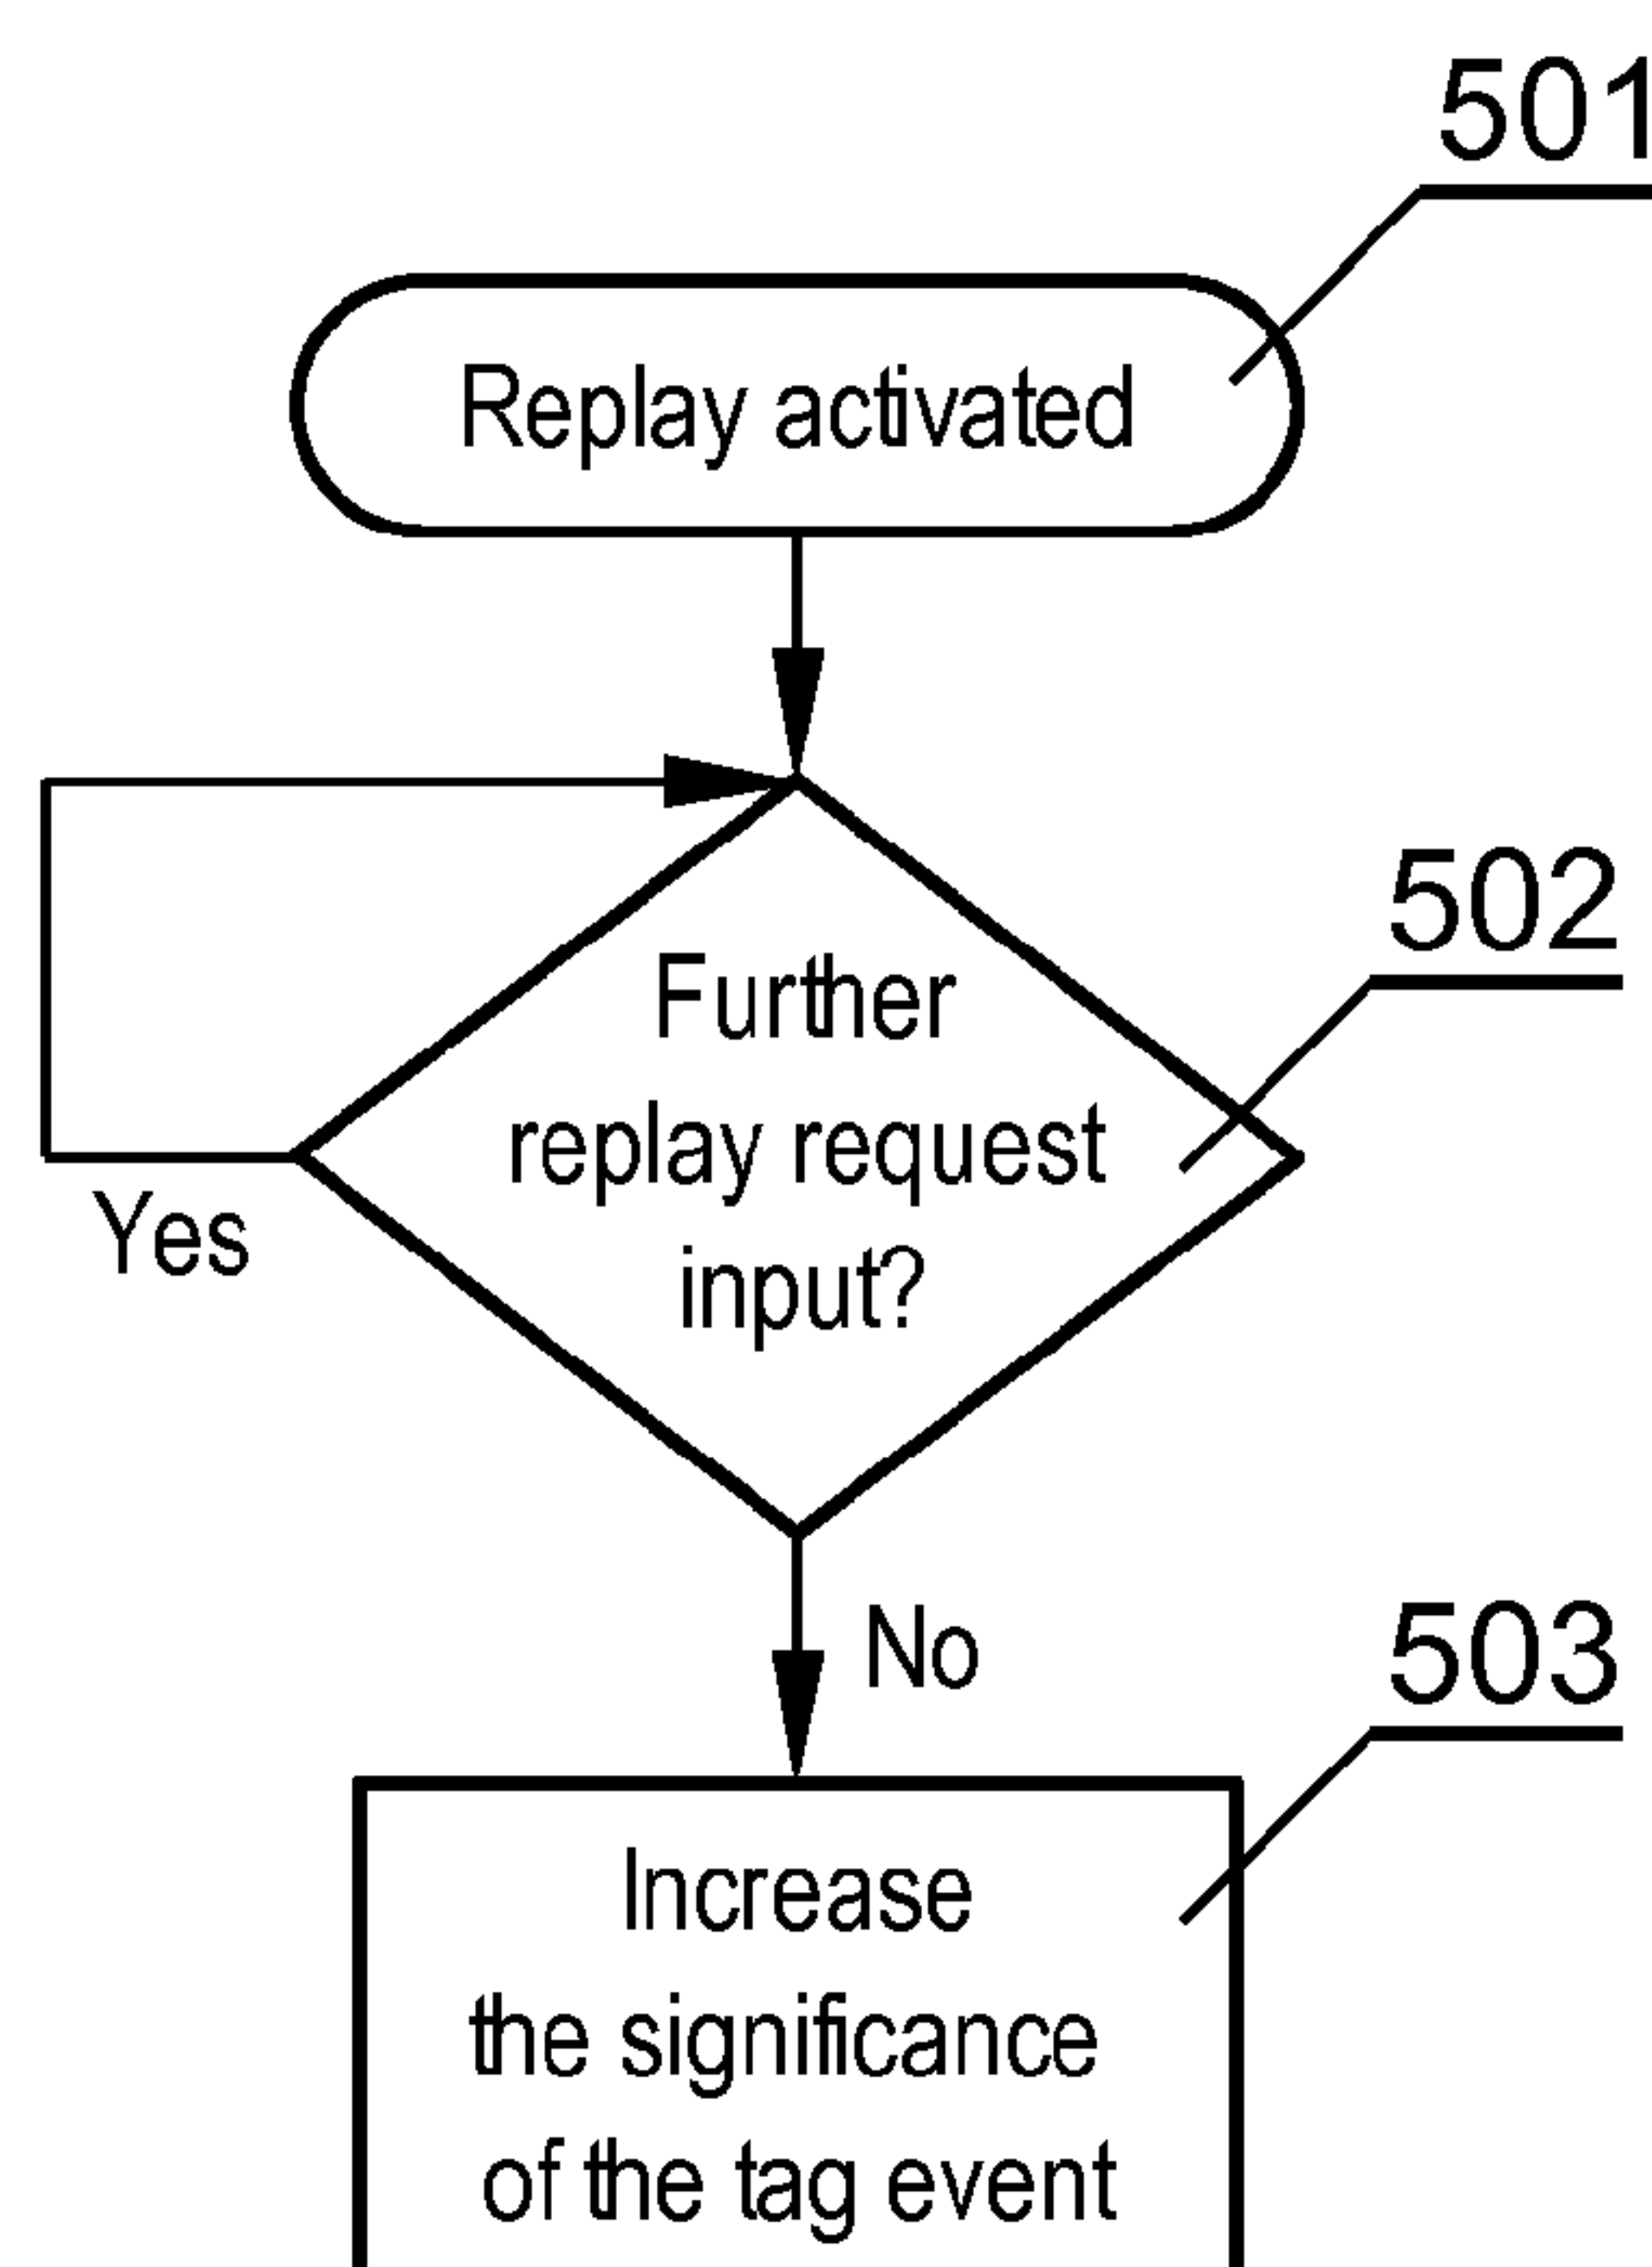 501
Replay activated
502
Further
replay request
input?
Yes
No
503
Increase
the significance
of the tag event